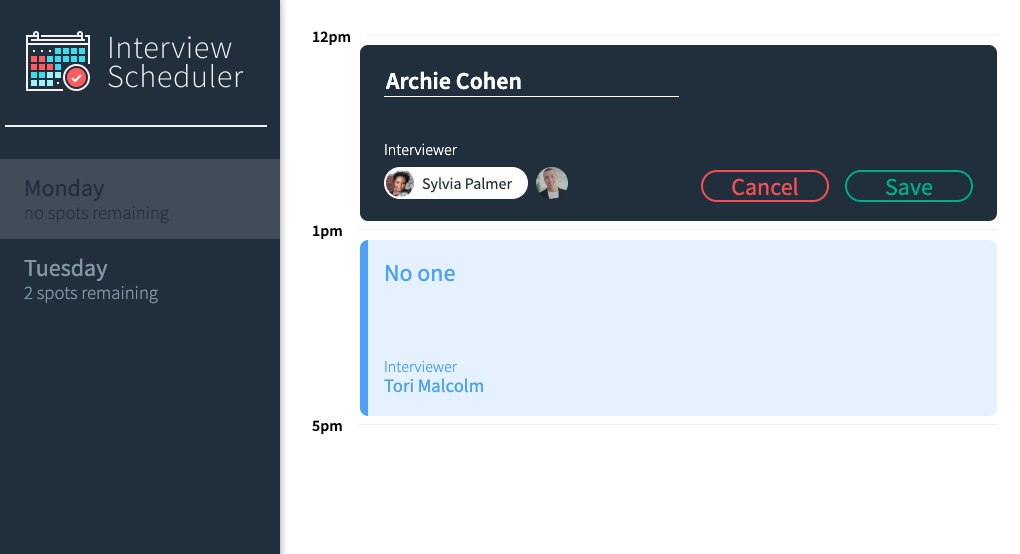 Interview
Scheduler
Monday
no spots remaining
Tuesday
2 spots remaining
12pm
Archie Cohen
Interviewer
Sylvia Palmer
Cancel
Save
1pm
No one
Interviewer
Tori Malcolm
5pm